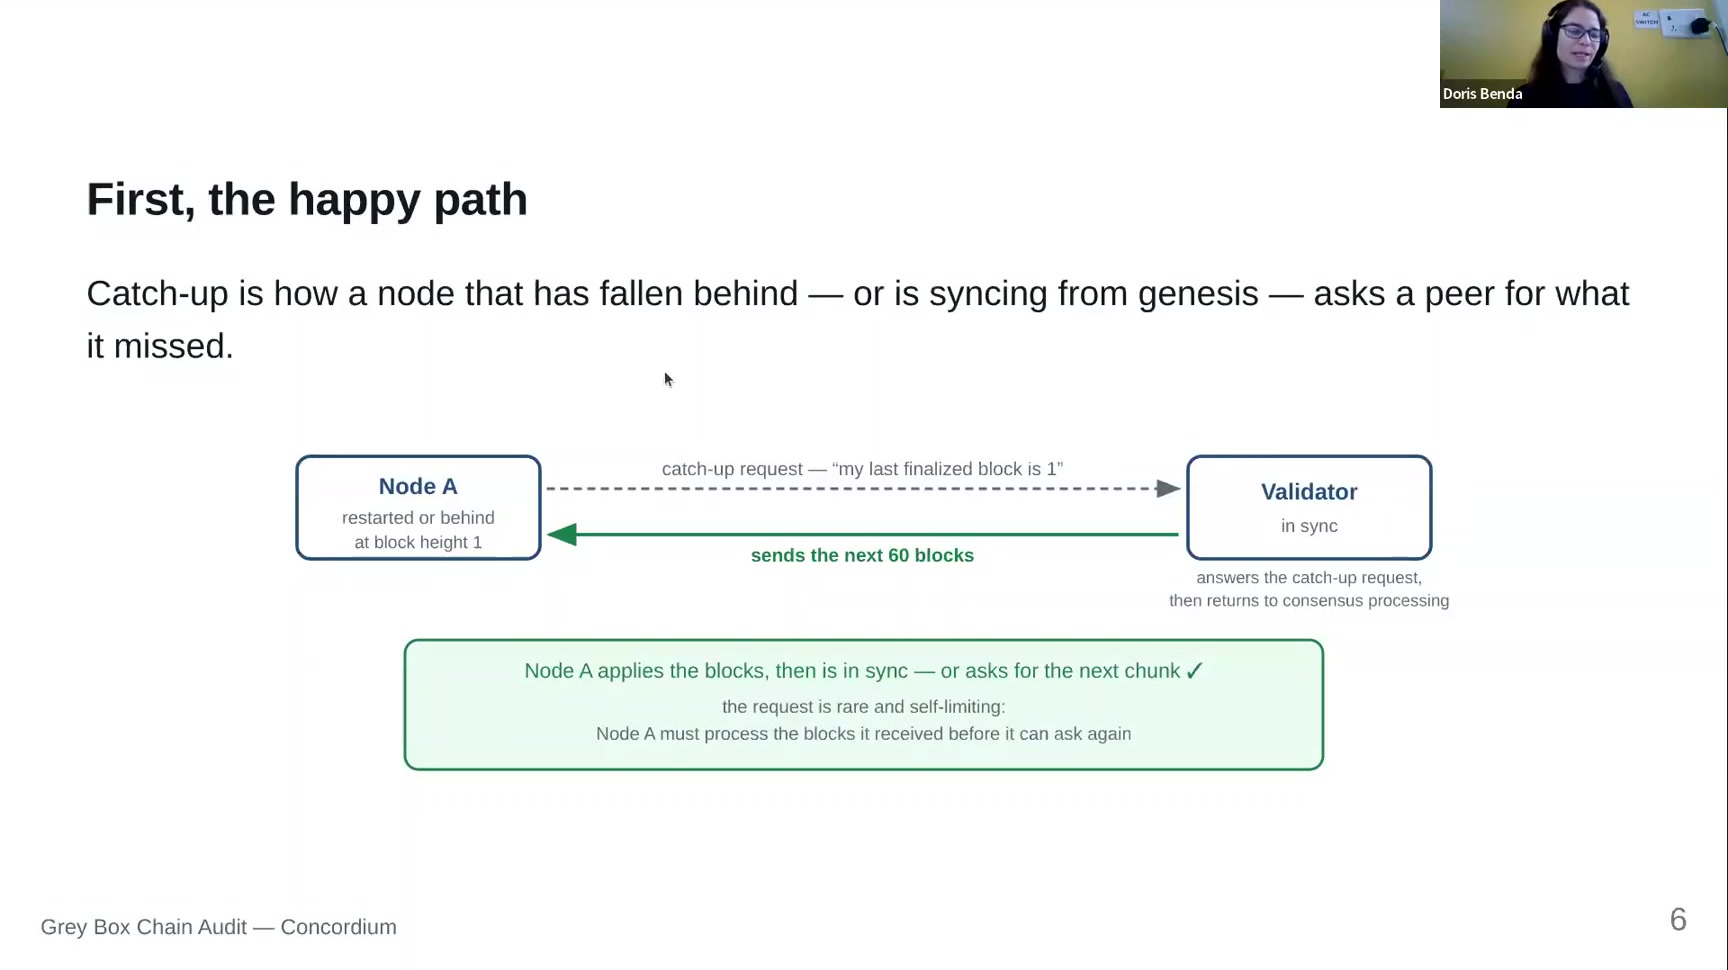 AC
SWITCH
Doris Benda
First, the happy path
Catch-up is how a node that has fallen behind — or is syncing from genesis — asks a peer for what
it missed.
Node A
restarted or behind
at block height 1
catch-up request — “my last finalized block is 1”
sends the next 60 blocks
Validator
in sync
answers the catch-up request,
then returns to consensus processing
Node A applies the blocks, then is in sync — or asks for the next chunk ✓
the request is rare and self-limiting:
Node A must process the blocks it received before it can ask again
Grey Box Chain Audit — Concordium
6